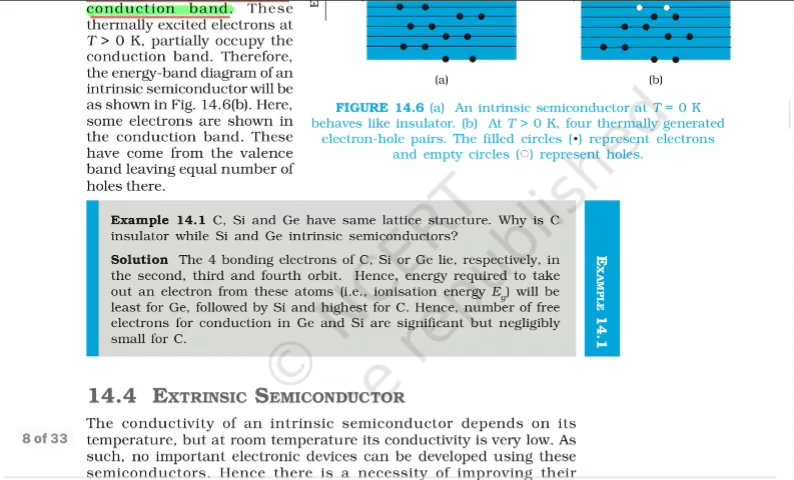 conduction band. These
thermally excited electrons at
T > 0 K, partially occupy the
conduction band. Therefore,
the energy-band diagram of an
intrinsic semiconductor will be
as shown in Fig. 14.6(b). Here,
some electrons are shown in
the conduction band. These
have come from the valence
band leaving equal number of
holes there.
E
(a)
(b)
FIGURE 14.6 (a) An intrinsic semiconductor at T = 0 K
behaves like insulator. (b) At T > 0 K, four thermally generated
electron-hole pairs. The filled circles (•) represent electrons
and empty circles (○) represent holes.
Example 14.1 C, Si and Ge have same lattice structure. Why is C
insulator while Si and Ge intrinsic semiconductors?
Solution The 4 bonding electrons of C, Si or Ge lie, respectively, in
the second, third and fourth orbit. Hence, energy required to take
out an electron from these atoms (i.e., ionisation energy Eg) will be
least for Ge, followed by Si and highest for C. Hence, number of free
electrons for conduction in Ge and Si are significant but negligibly
small for C.
EXAMPLE 14.1
© NCERT
e republished
14.4 EXTRINSIC SEMICONDUCTOR
The conductivity of an intrinsic semiconductor depends on its
8 of 33
temperature, but at room temperature its conductivity is very low. As
such, no important electronic devices can be developed using these
semiconductors. Hence there is a necessity of improving their